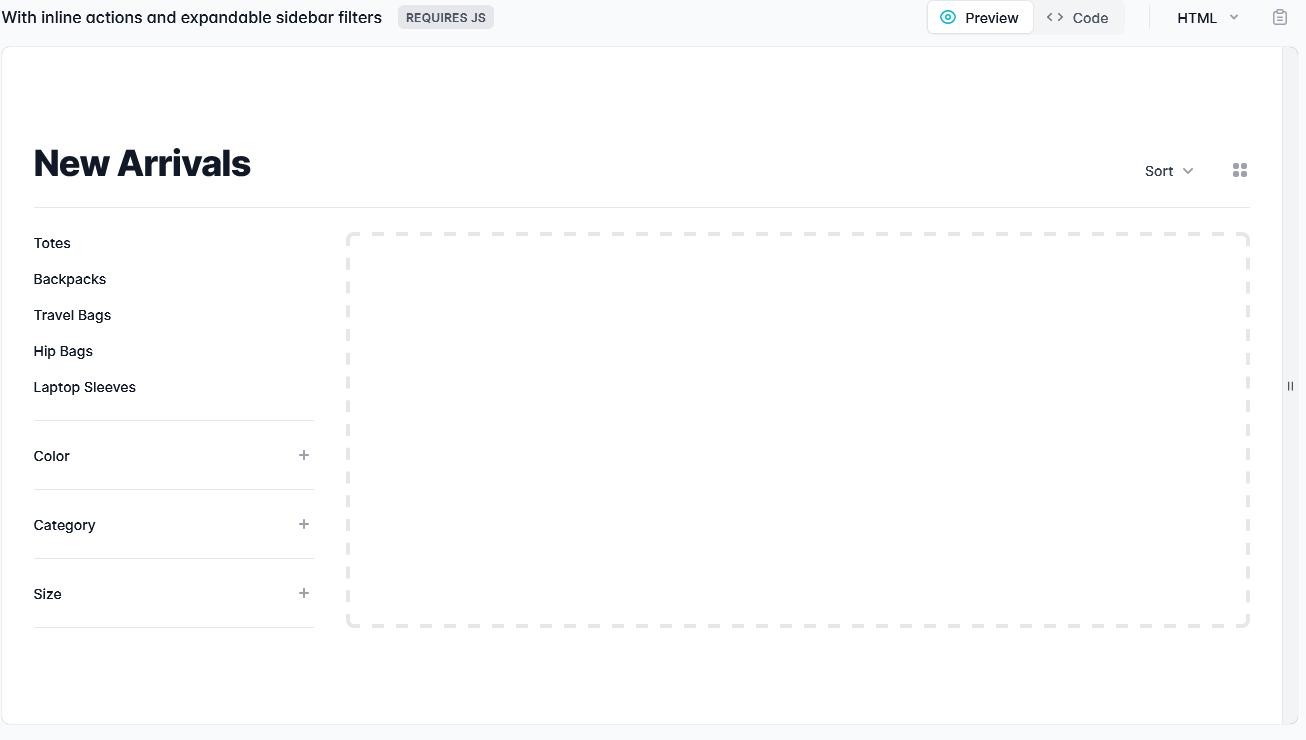 With inline actions and expandable sidebar filters REQUIRES JS Preview Code HTML
New Arrivals
Sort
Totes
Backpacks
Travel Bags
Hip Bags
Laptop Sleeves
Color
Category
Size